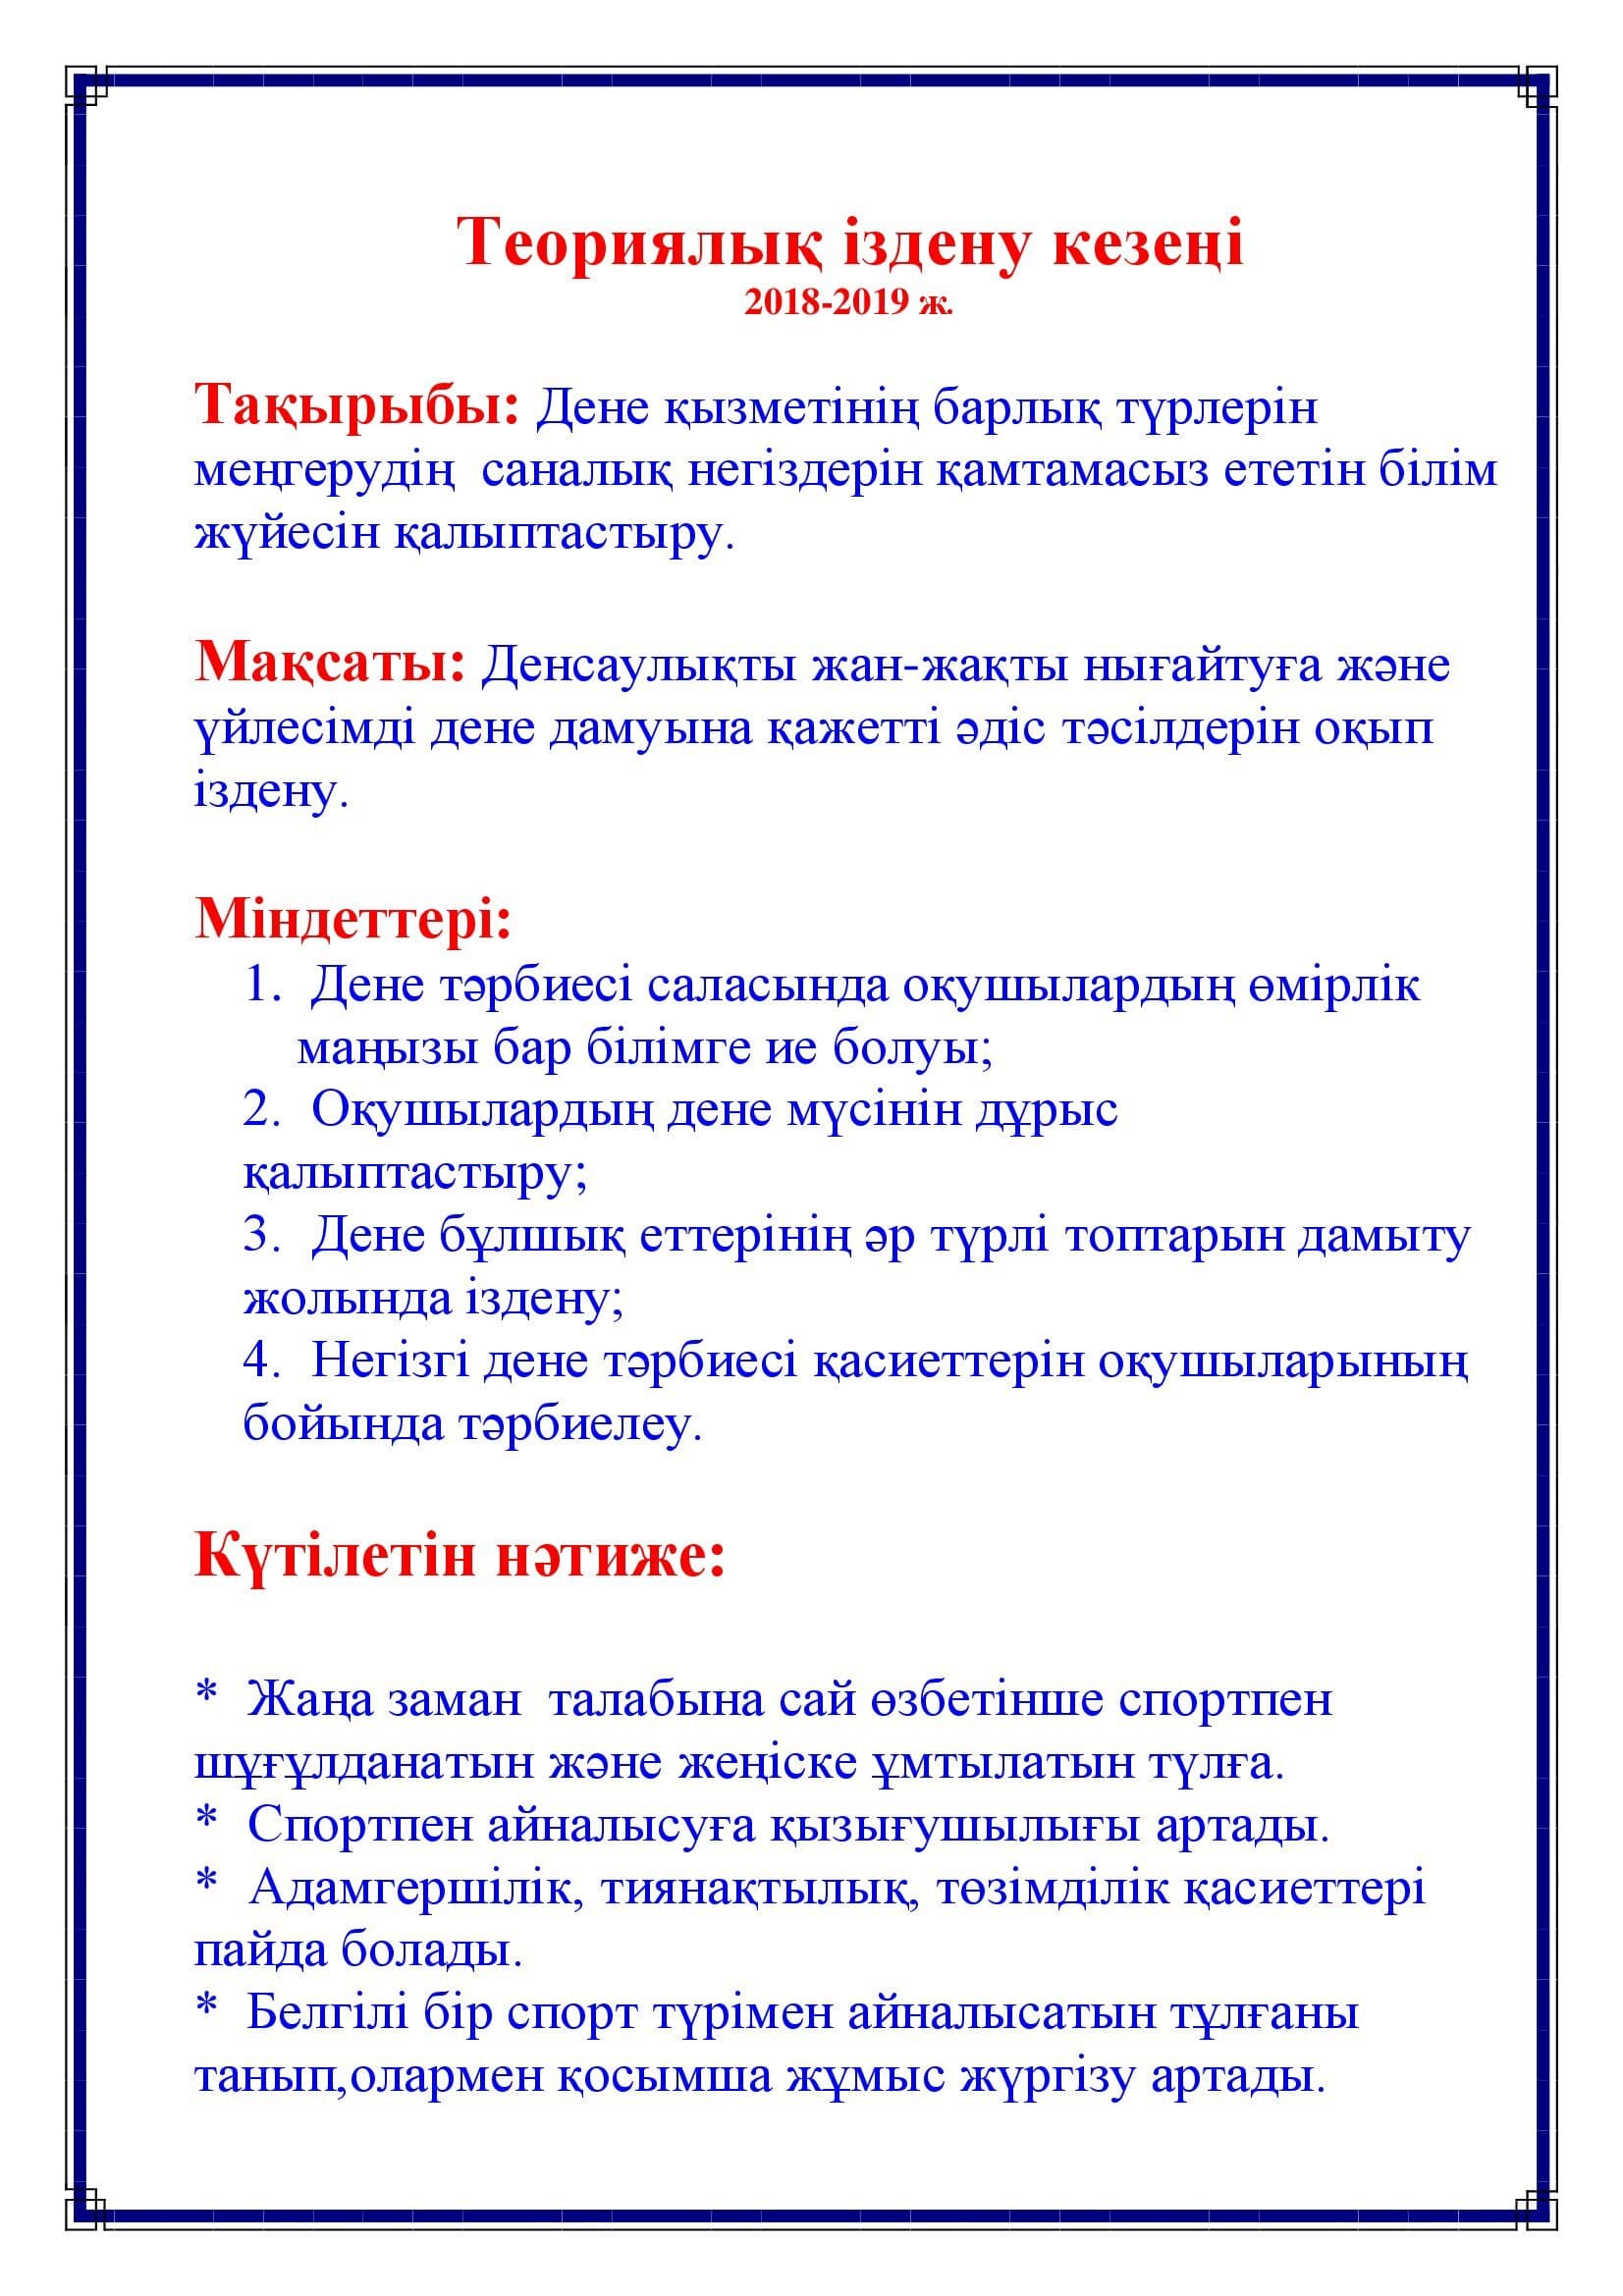 Теориялық іздену кезеңі
2018-2019 ж.
Тақырыбы: Дене қызметінің барлық түрлерін
меңгерудің  саналық негіздерін қамтамасыз ететін білім
жүйесін қалыптастыру.
Мақсаты: Денсаулықты жан-жақты нығайтуға және
үйлесімді дене дамуына қажетті әдіс тәсілдерін оқып
іздену.
Міндеттері:
1.  Дене тәрбиесі саласында оқушылардың өмірлік
маңызы бар білімге ие болуы;
2.  Оқушылардың дене мүсінін дұрыс
қалыптастыру;
3.  Дене бұлшық еттерінің әр түрлі топтарын дамыту
жолында іздену;
4.  Негізгі дене тәрбиесі қасиеттерін оқушыларының
бойында тәрбиелеу.
Күтілетін нәтиже:
*  Жаңа заман  талабына сай өзбетінше спортпен
шұғұлданатын және жеңіске ұмтылатын түлға.
*  Спортпен айналысуға қызығушылығы артады.
*  Адамгершілік, тиянақтылық, төзімділік қасиеттері
пайда болады.
*  Белгілі бір спорт түрімен айналысатын тұлғаны
танып,олармен қосымша жұмыс жүргізу артады.